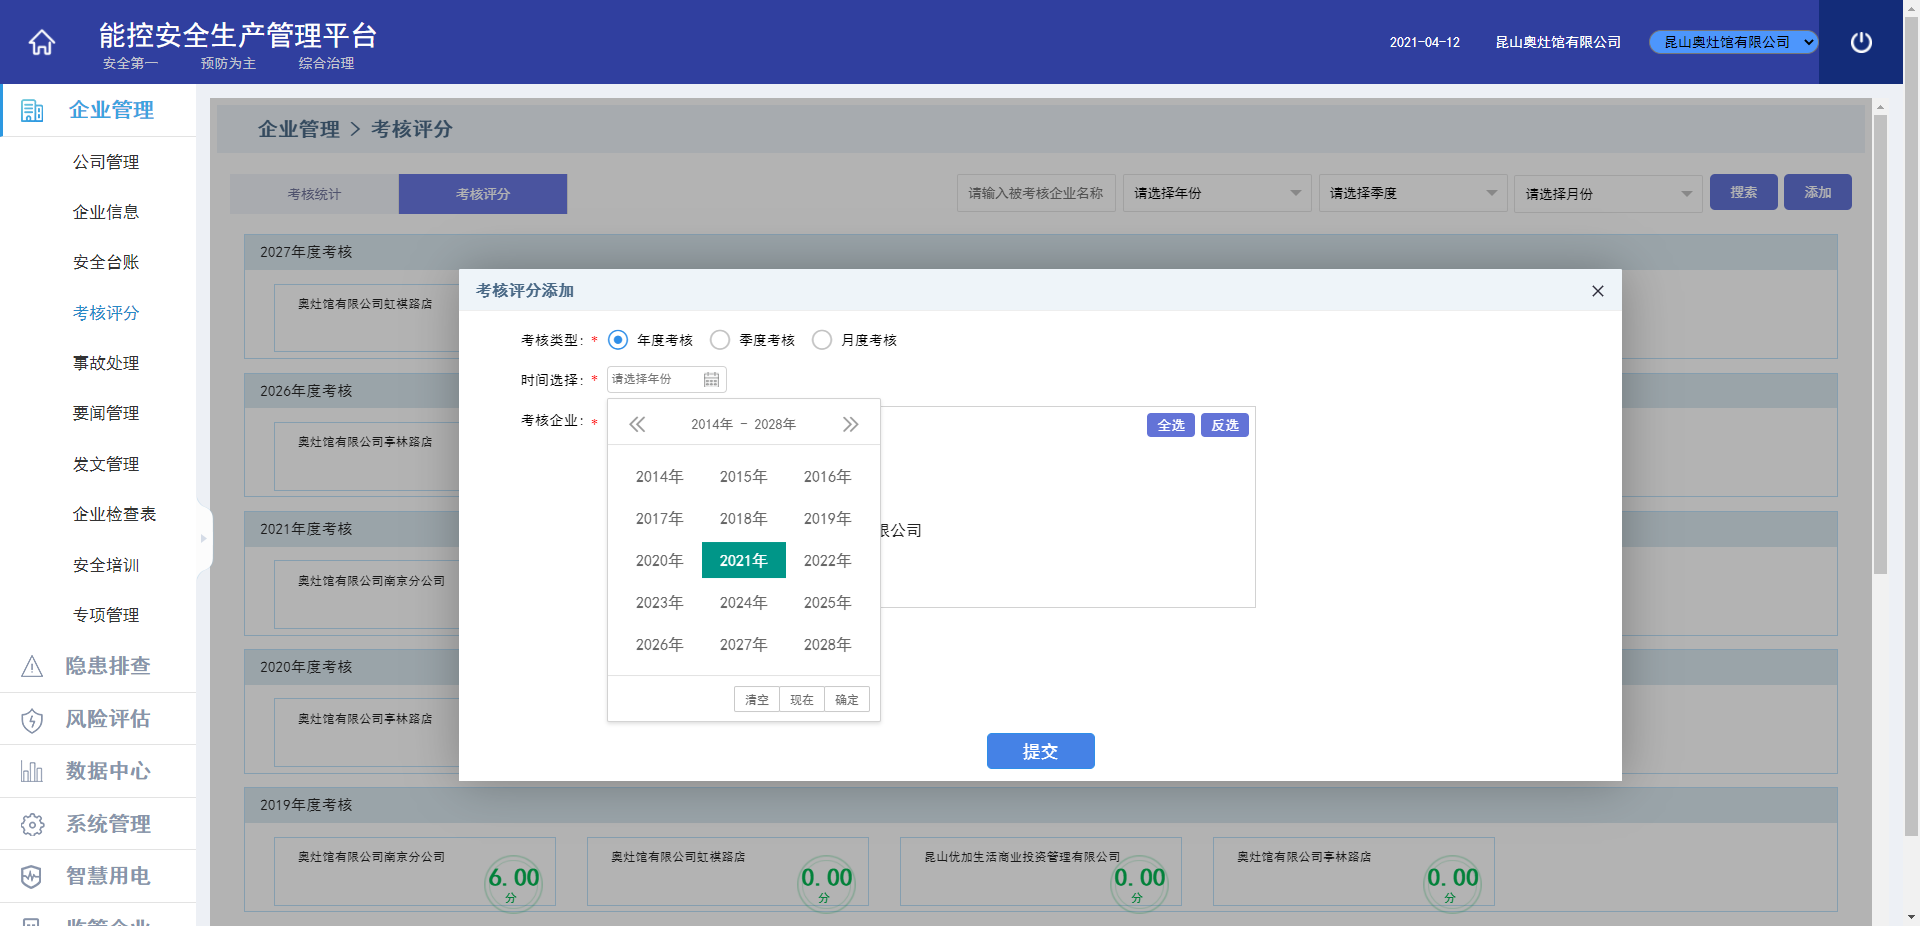 能控安全生产管理平台
安全第一 预防为主 综合治理
2021-04-12 昆山奥灶馆有限公司 昆山奥灶馆有限公司
企业管理
公司管理
企业信息
安全台账
考核评分
事故处理
要闻管理
发文管理
企业检查表
安全培训
专项管理
隐患排查
风险评估
数据中心
系统管理
智慧用电
监管企业
企业管理 > 考核评分
考核统计 考核评分 请输入被考核企业名称 请选择年份 请选择季度 请选择月份 搜索 添加
2027年度考核
奥灶馆有限公司虹祺路店
2026年度考核
奥灶馆有限公司亭林路店
2021年度考核
奥灶馆有限公司南京分公司
2020年度考核
奥灶馆有限公司亭林路店
2019年度考核
奥灶馆有限公司南京分公司 奥灶馆有限公司虹祺路店 昆山优加生活商业投资管理有限公司 奥灶馆有限公司亭林路店
6.00 0.00 0.00 0.00
分 分 分 分
考核评分添加
考核类型: * 年度考核 季度考核 月度考核
时间选择: * 请选择年份
考核企业: * 全选 反选
限公司
2014年 - 2028年
2014年 2015年 2016年
2017年 2018年 2019年
2020年 2021年 2022年
2023年 2024年 2025年
2026年 2027年 2028年
清空 现在 确定
提交